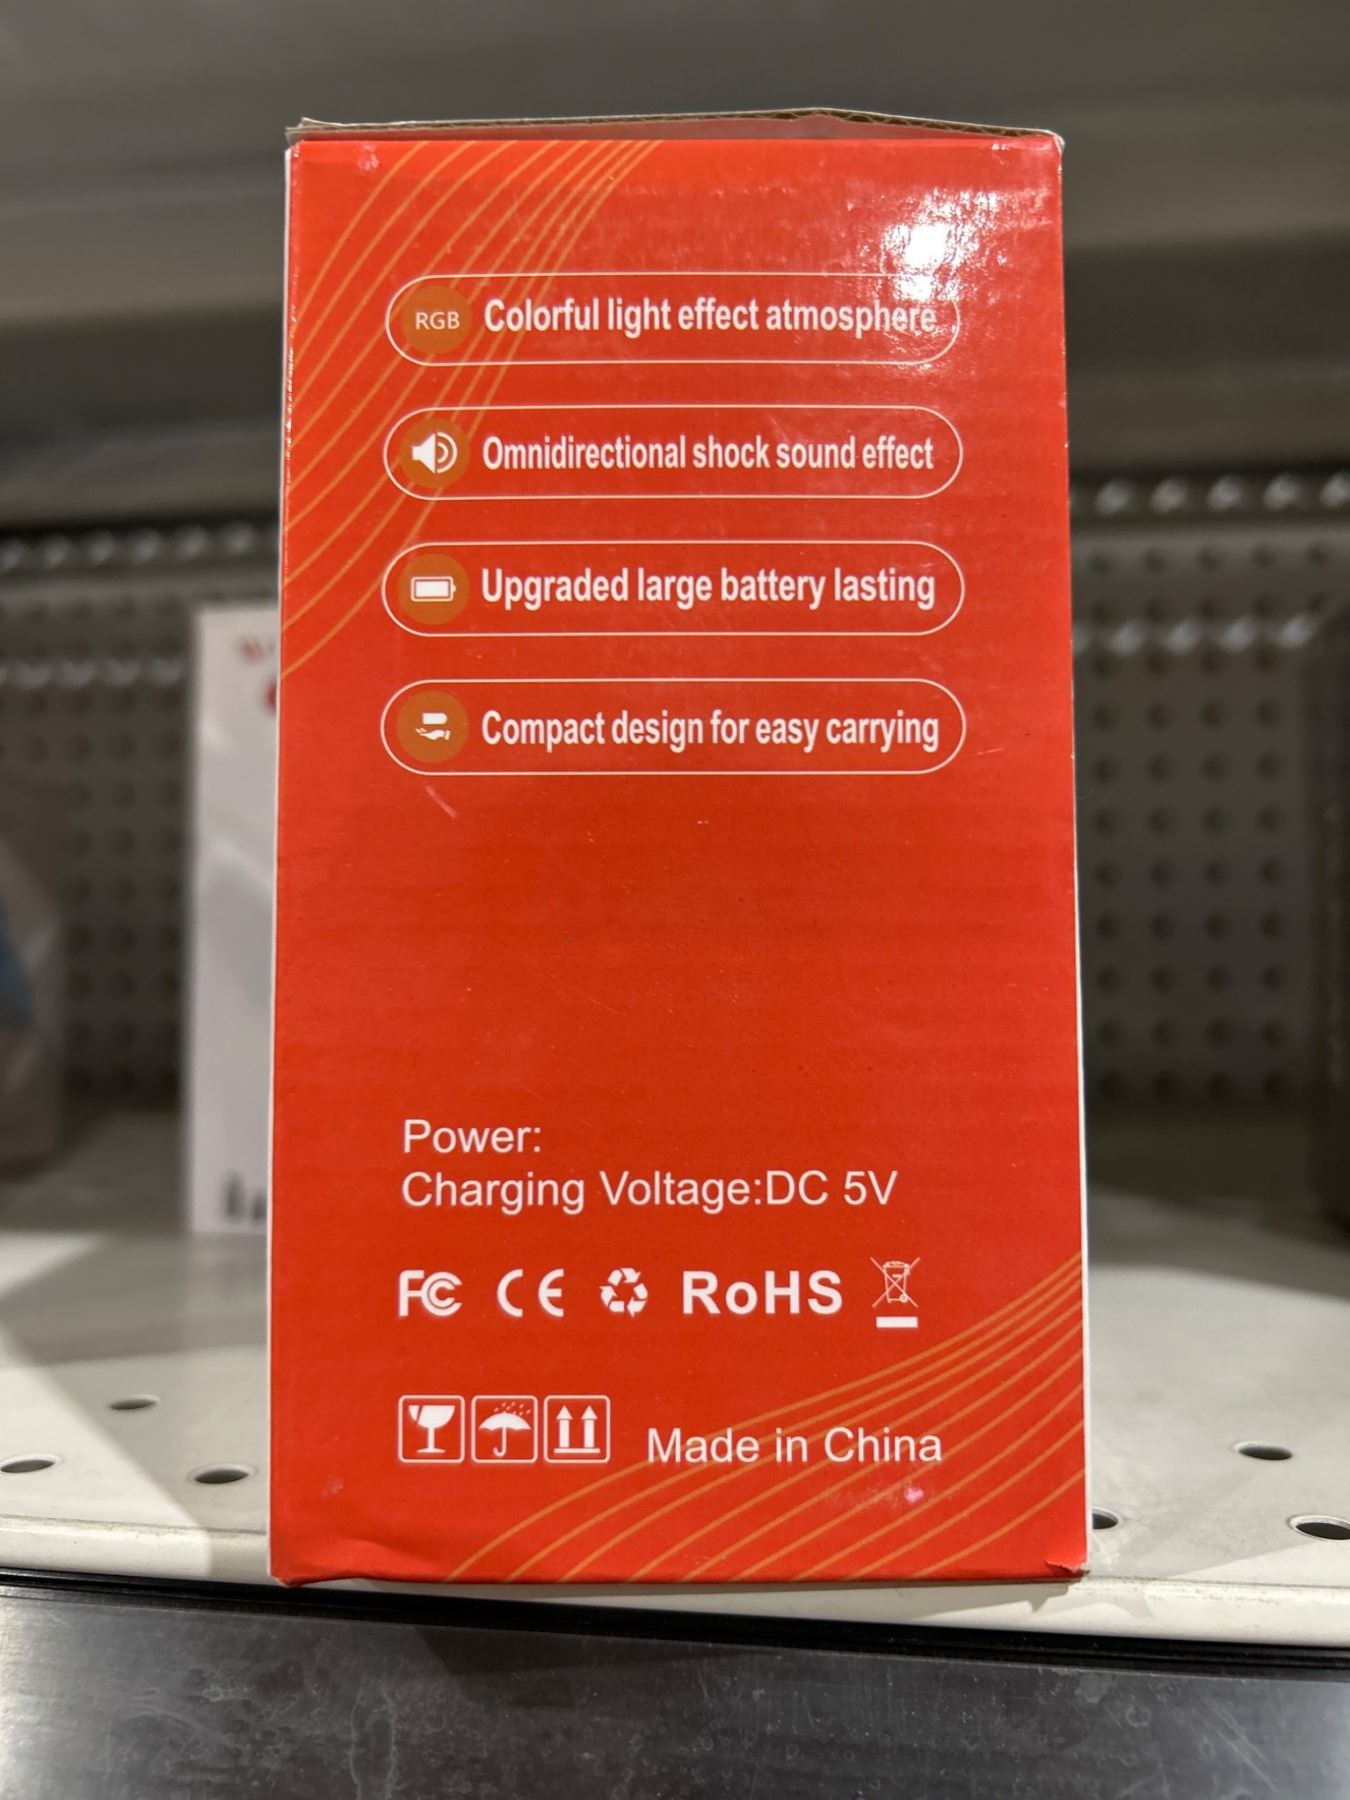 RGB Colorful light effect atmosphere
Omnidirectional shock sound effect
Upgraded large battery lasting
Compact design for easy carrying
Power:
Charging Voltage:DC 5V
FC CE RoHS
Made in China